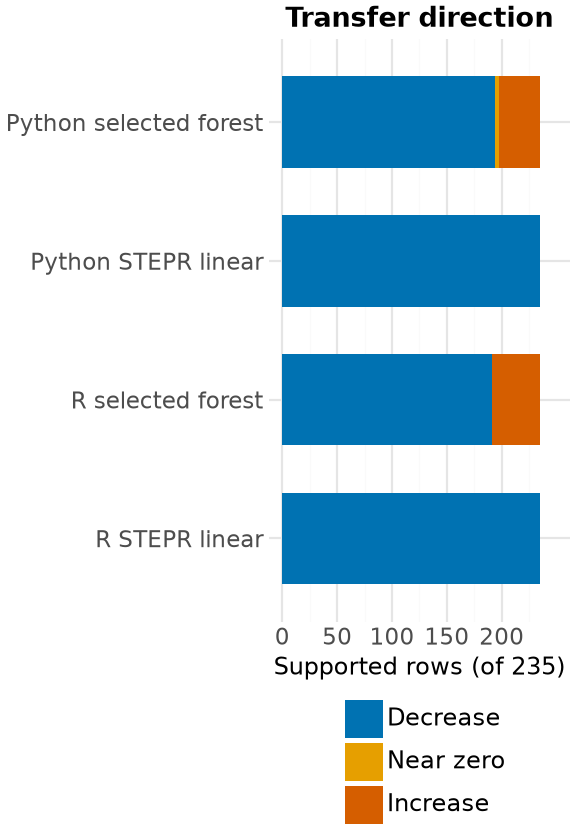 Transfer direction
Python selected forest
Python STEPR linear
R selected forest
R STEPR linear
0 50 100 150 200
Supported rows (of 235)
Decrease
Near zero
Increase